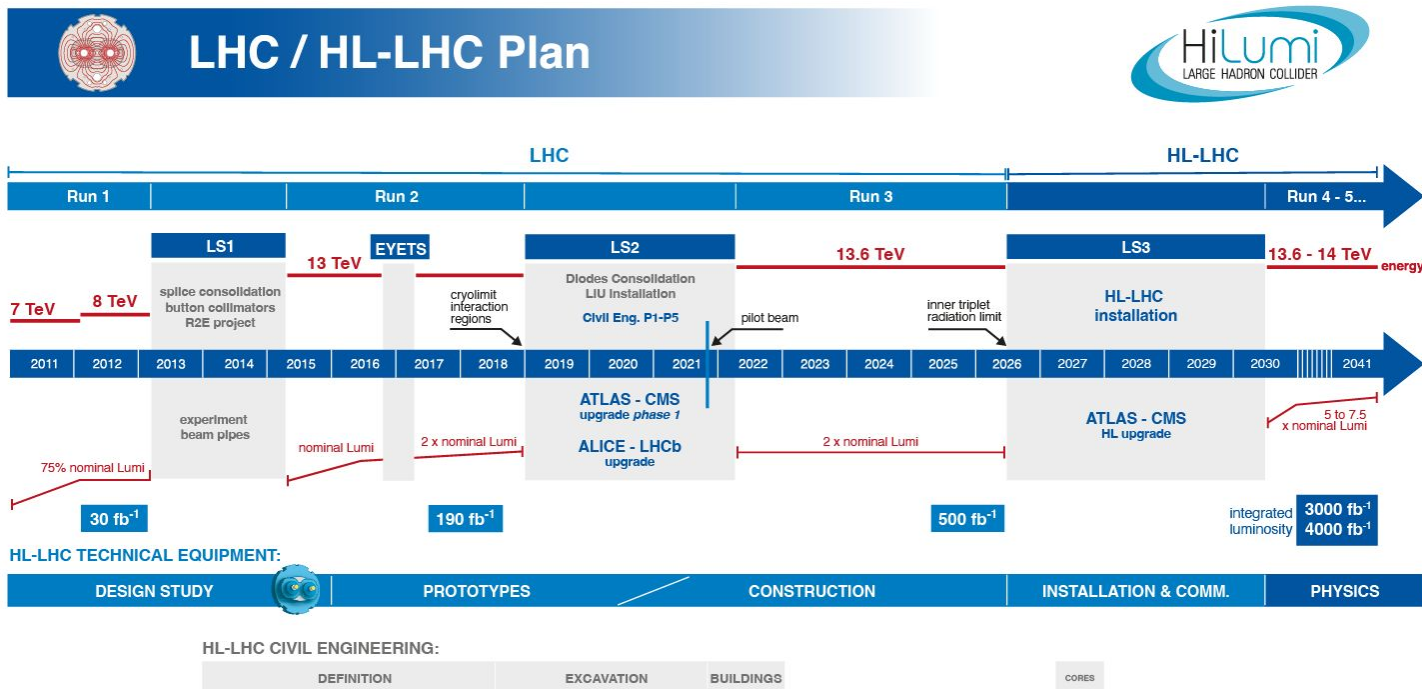 LHC / HL-LHC Plan
HiLumi
LARGE HADRON COLLIDER
LHC
HL-LHC
Run 1
Run 2
Run 3
Run 4 - 5...
LS1
EYETS
LS2
LS3
13 TeV
13.6 TeV
13.6 - 14 TeV
energy
7 TeV
8 TeV
splice consolidation
button collimators
R2E project
cryolimit
interaction
regions
Diodes Consolidation
LIU Installation
Civil Eng. P1-P5
pilot beam
inner triplet
radiation limit
HL-LHC
installation
2011 2012 2013 2014 2015 2016 2017 2018 2019 2020 2021 2022 2023 2024 2025 2026 2027 2028 2029 2030 2041
experiment
beam pipes
ATLAS - CMS
upgrade phase 1
ALICE - LHCb
upgrade
ATLAS - CMS
HL upgrade
5 to 7.5
x nominal Lumi
75% nominal Lumi
nominal Lumi
2 x nominal Lumi
2 x nominal Lumi
30 fb⁻¹
190 fb⁻¹
500 fb⁻¹
integrated
luminosity
3000 fb⁻¹
4000 fb⁻¹
HL-LHC TECHNICAL EQUIPMENT:
DESIGN STUDY
PROTOTYPES
CONSTRUCTION
INSTALLATION & COMM.
PHYSICS
HL-LHC CIVIL ENGINEERING:
DEFINITION
EXCAVATION
BUILDINGS
CORES